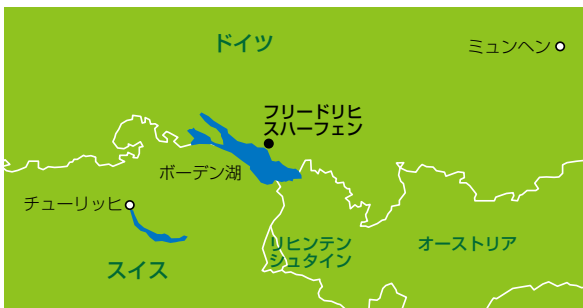 ドイツ
ミュンヘン
フリードリヒ
スハーフェン
ボーデン湖
チューリッヒ
リヒンテン
シュタイン
オーストリア
スイス